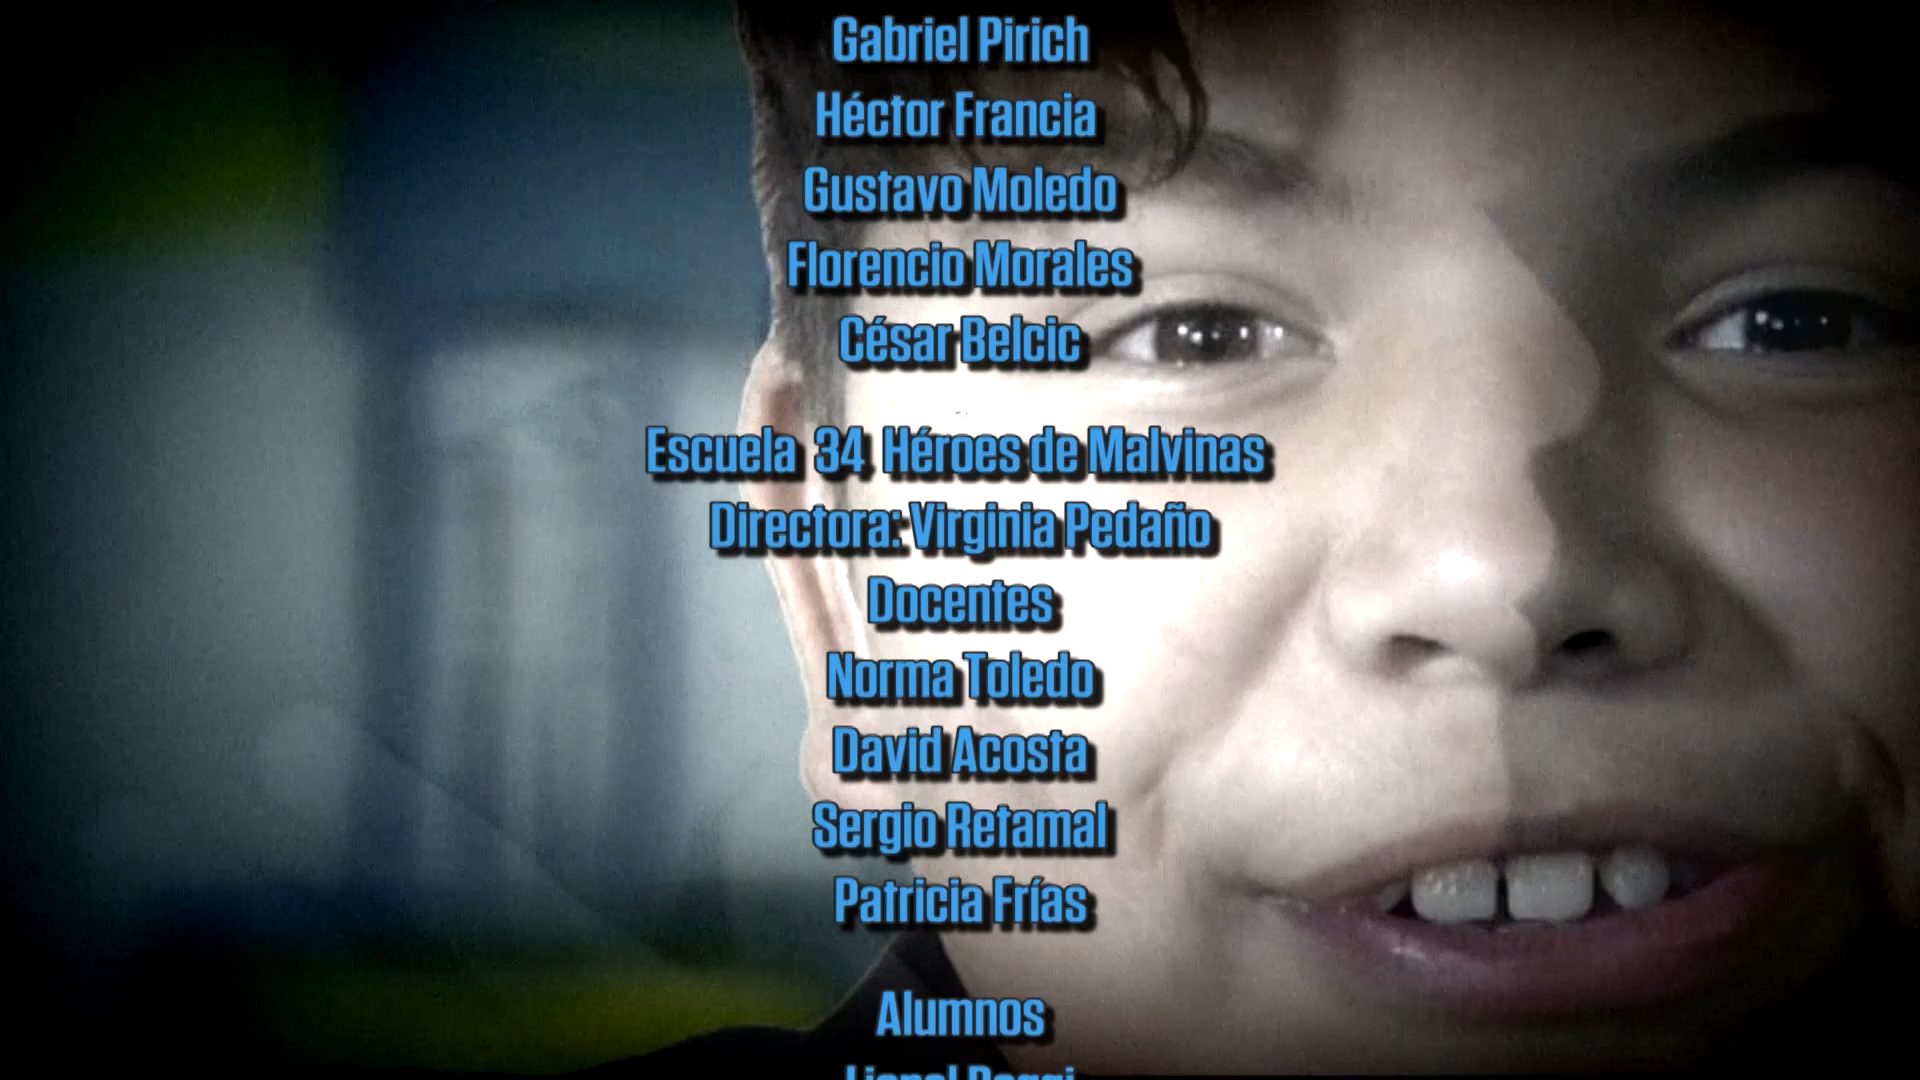 Gabriel Pirich
Héctor Francia
Gustavo Moledo
Florencio Morales
César Belcic
Escuela 34 Héroes de Malvinas
Directora: Virginia Pedaño
Docentes
Norma Toledo
David Acosta
Sergio Retamal
Patricia Frías
Alumnos